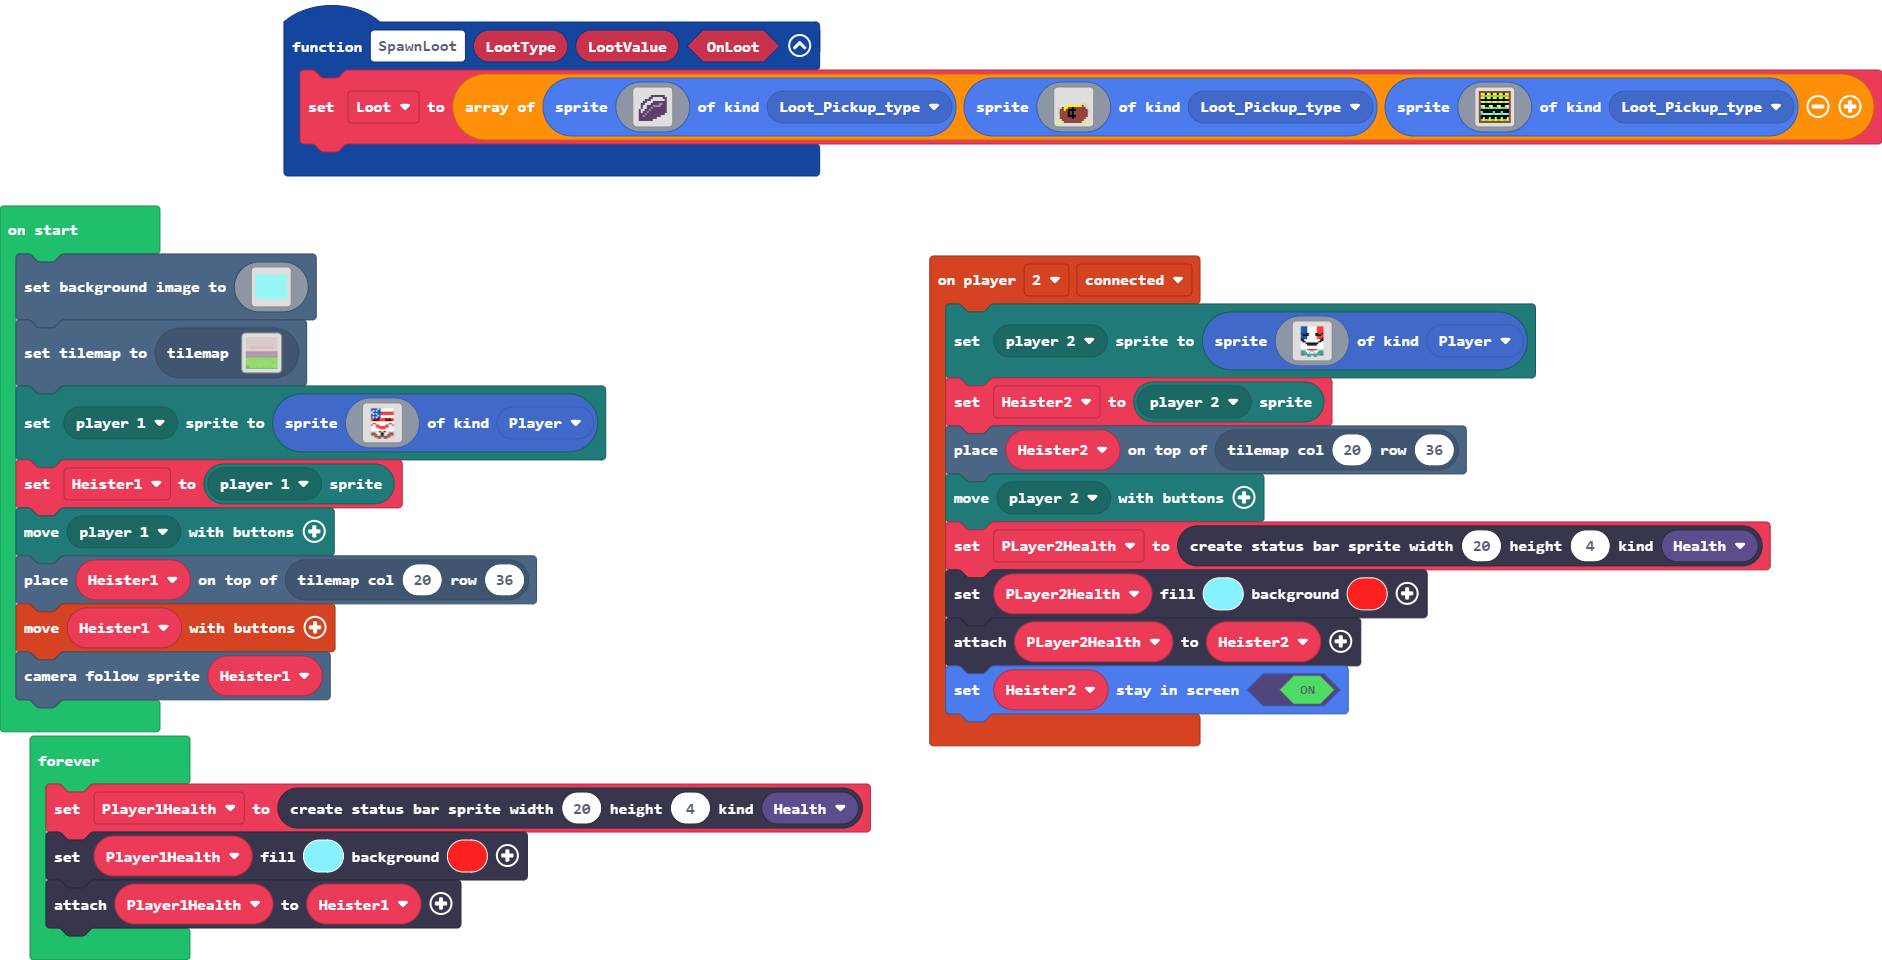 function SpawnLoot LootType LootValue OnLoot
set Loot to array of sprite of kind Loot_Pickup_type sprite of kind Loot_Pickup_type sprite of kind Loot_Pickup_type
on start
set background image to
set tilemap to tilemap
set player 1 sprite to sprite of kind Player
set Heister1 to player 1 sprite
move player 1 with buttons
place Heister1 on top of tilemap col 20 row 36
move Heister1 with buttons
camera follow sprite Heister1
forever
set Player1Health to create status bar sprite width 20 height 4 kind Health
set Player1Health fill background
attach Player1Health to Heister1
on player 2 connected
set player 2 sprite to sprite of kind Player
set Heister2 to player 2 sprite
place Heister2 on top of tilemap col 20 row 36
move player 2 with buttons
set PLayer2Health to create status bar sprite width 20 height 4 kind Health
set PLayer2Health fill background
attach PLayer2Health to Heister2
set Heister2 stay in screen ON